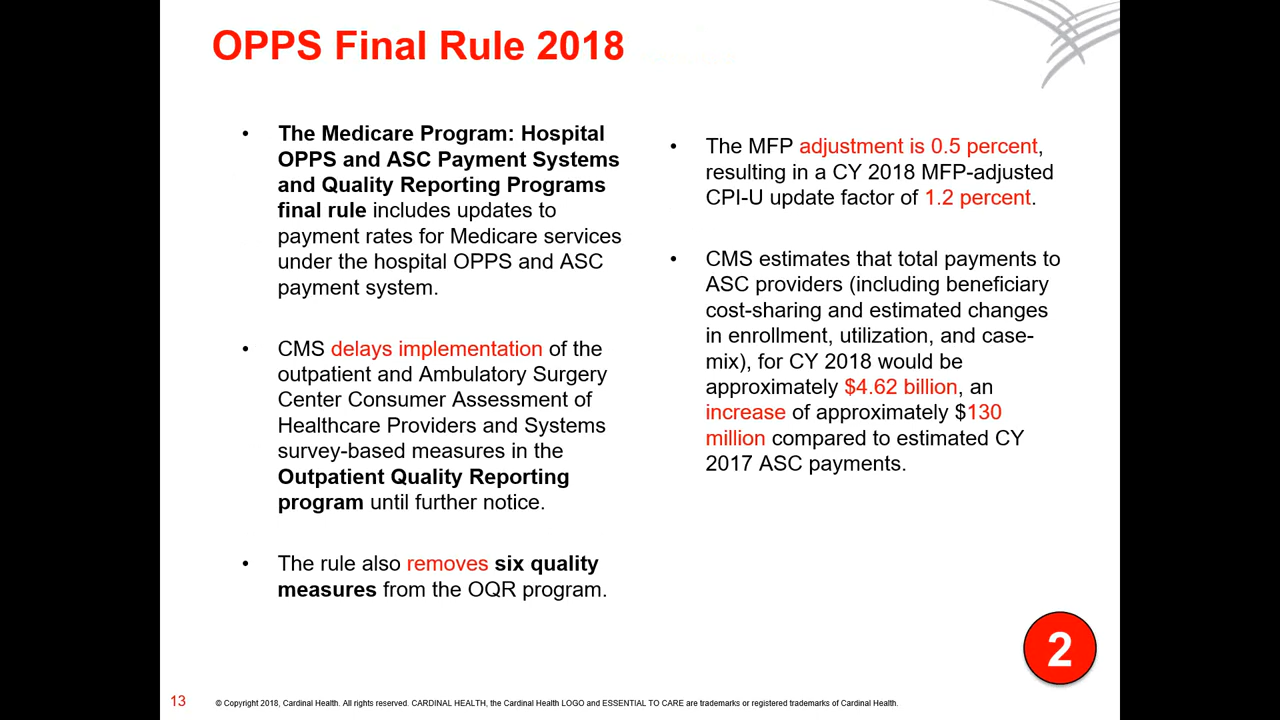 OPPS Final Rule 2018
• The Medicare Program: Hospital
OPPS and ASC Payment Systems
and Quality Reporting Programs
final rule includes updates to
payment rates for Medicare services
under the hospital OPPS and ASC
payment system.
• CMS delays implementation of the
outpatient and Ambulatory Surgery
Center Consumer Assessment of
Healthcare Providers and Systems
survey-based measures in the
Outpatient Quality Reporting
program until further notice.
• The rule also removes six quality
measures from the OQR program.
• The MFP adjustment is 0.5 percent,
resulting in a CY 2018 MFP-adjusted
CPI-U update factor of 1.2 percent.
• CMS estimates that total payments to
ASC providers (including beneficiary
cost-sharing and estimated changes
in enrollment, utilization, and case-
mix), for CY 2018 would be
approximately $4.62 billion, an
increase of approximately $130
million compared to estimated CY
2017 ASC payments.
2
13
© Copyright 2018, Cardinal Health. All rights reserved. CARDINAL HEALTH, the Cardinal Health LOGO and ESSENTIAL TO CARE are trademarks or registered trademarks of Cardinal Health.